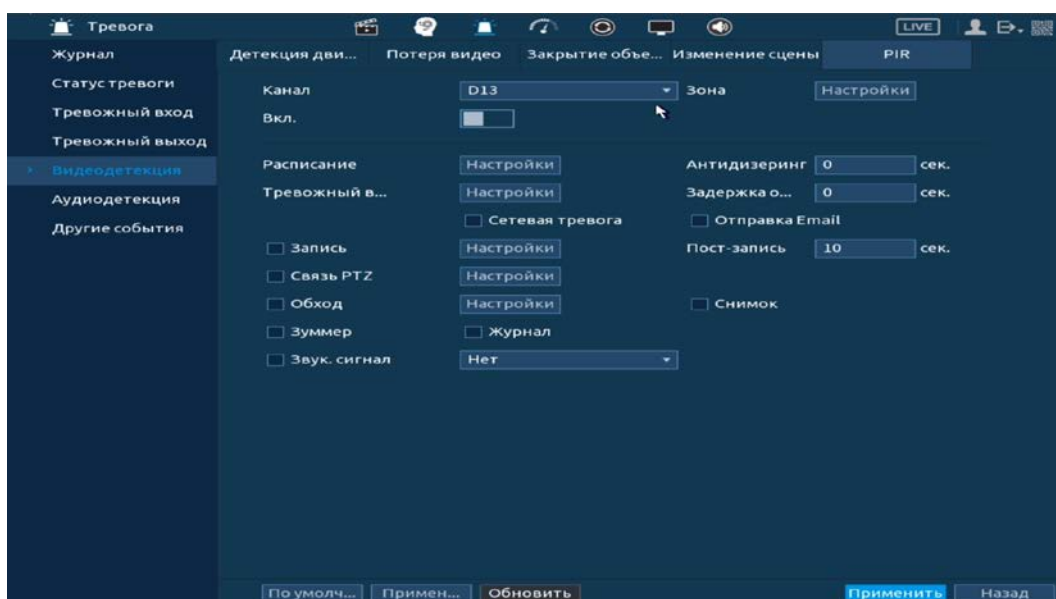 Тревога LIVE
Журнал
Статус тревоги
Тревожный вход
Тревожный выход
Видеодетекция
Аудиодетекция
Другие события
Детекция дви... Потеря видео Закрытие объе... Изменение сцены PIR
Канал D13 Зона Настройки
Вкл.
Расписание Настройки Антидизеринг 0 сек.
Тревожный в... Настройки Задержка о... 0 сек.
Сетевая тревога Отправка Email
Запись Настройки Пост-запись 10 сек.
Связь PTZ Настройки
Обход Настройки Снимок
Зуммер Журнал
Звук. сигнал Нет
По умолч... Примен... Обновить Применить Назад